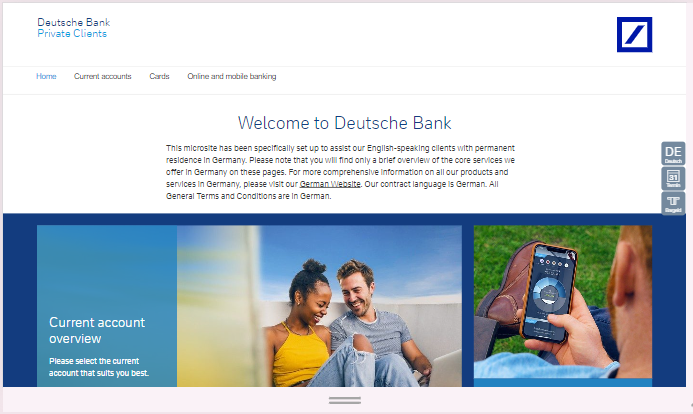 Deutsche Bank
Private Clients
Home Current accounts Cards Online and mobile banking
Welcome to Deutsche Bank
This microsite has been specifically set up to assist our English-speaking clients with permanent
residence in Germany. Please note that you will find only a brief overview of the core services we
offer in Germany on these pages. For more comprehensive information on all our products and
services in Germany, please visit our German Website. Our contract language is German. All
General Terms and Conditions are in German.
DE
Deutsch
31
Termin
Current account
overview
Please select the current
account that suits you best.